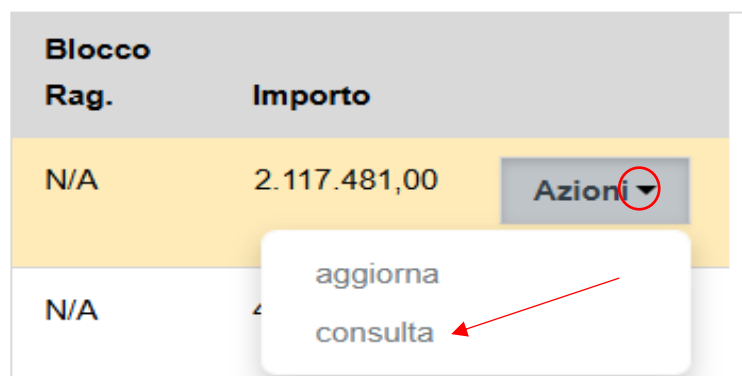 Blocco
Rag. Importo
N/A 2.117.481,00 Azioni
aggiorna
N/A
consulta